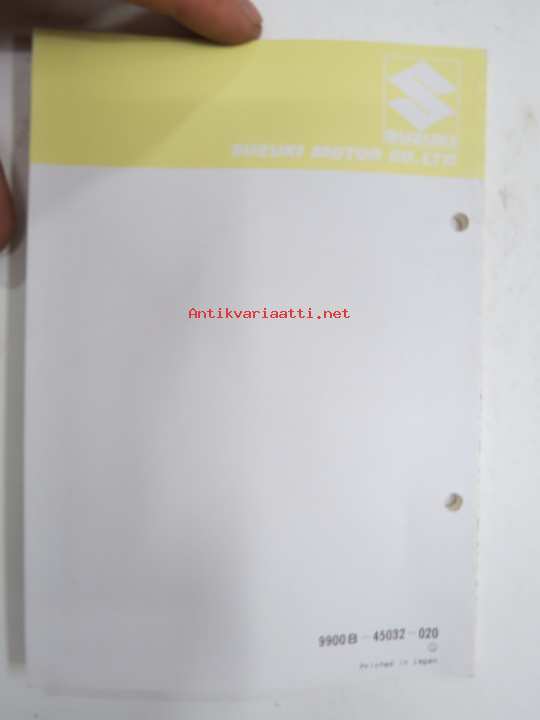 SUZUKI
SUZUKI MOTOR CO.,LTD.
Antikvariaatti.net
9900B-45032-020
Printed in Japan